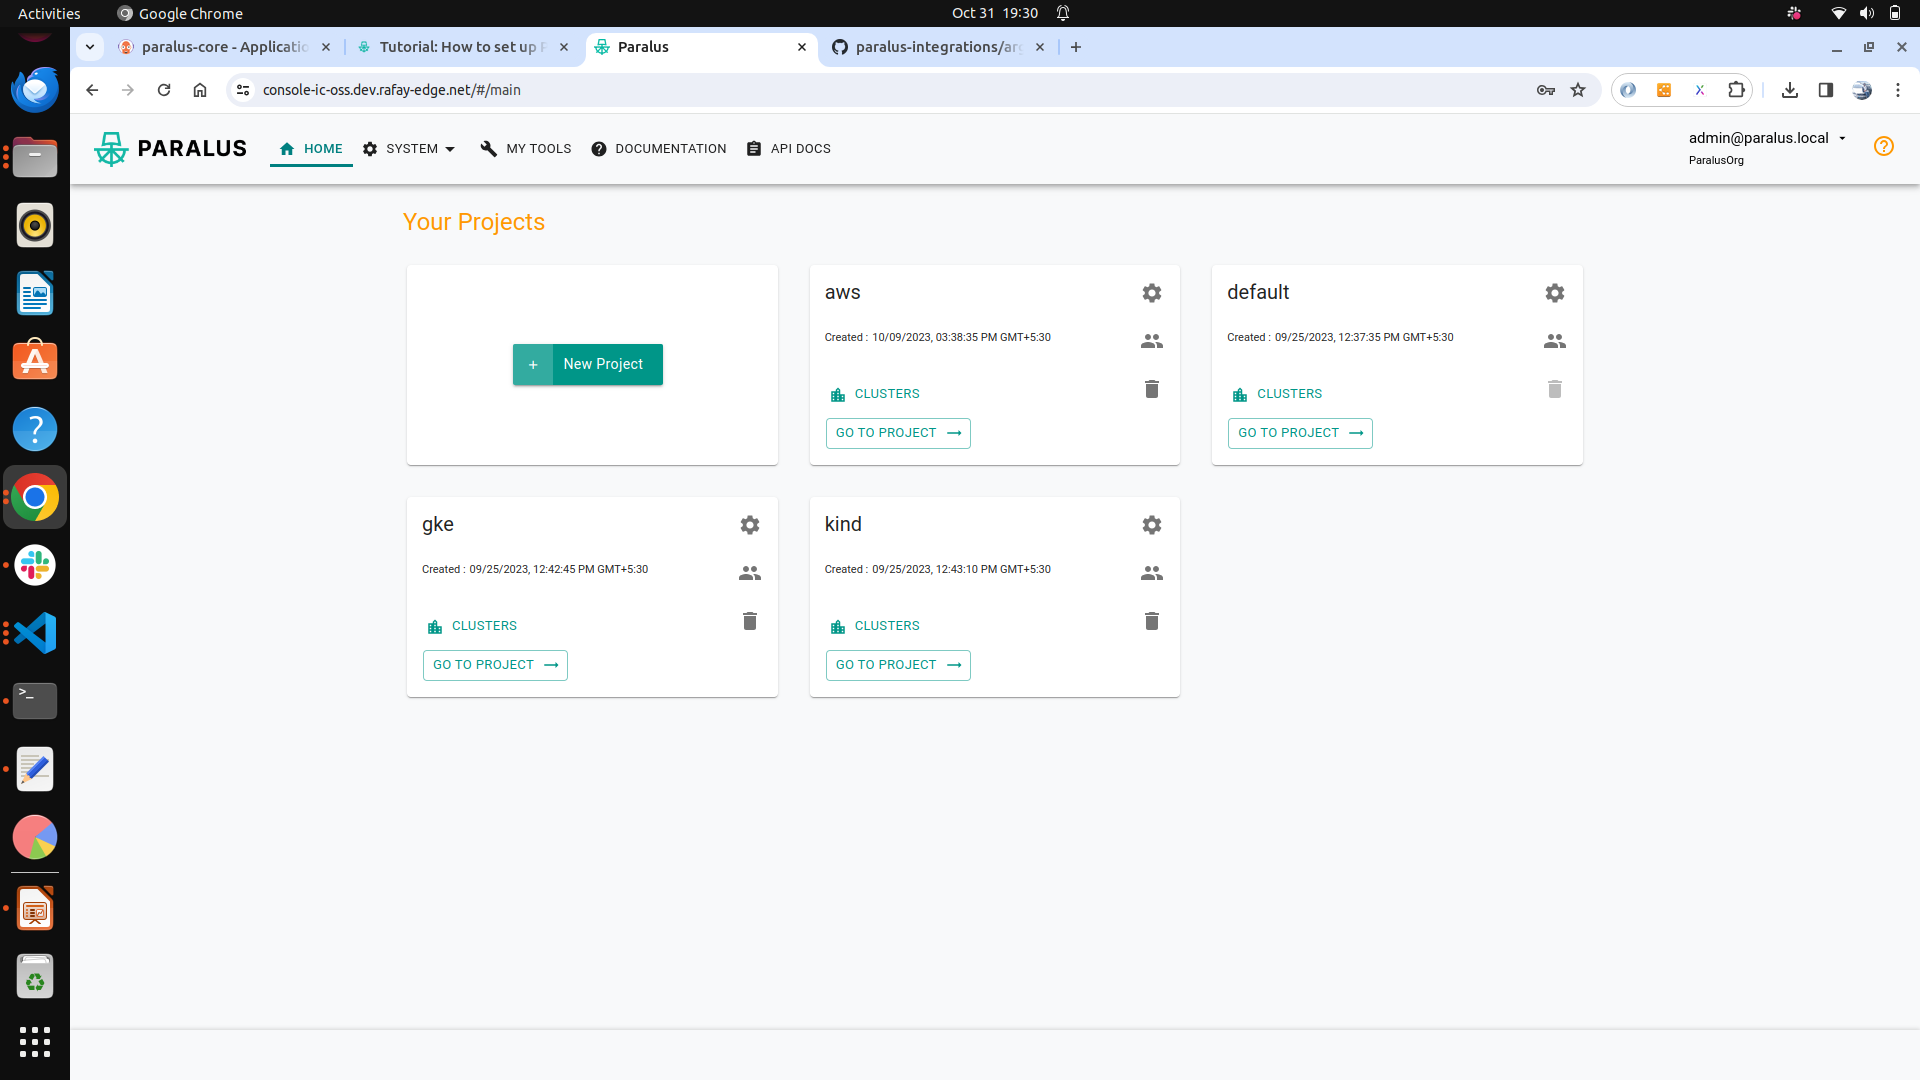 Activities Google Chrome Oct 31 19:30
paralus-core - Applicatio Tutorial: How to set up Paralus paralus-integrations/arg
console-ic-oss.dev.rafay-edge.net/#/main
PARALUS HOME SYSTEM MY TOOLS DOCUMENTATION API DOCS admin@paralus.local
ParalusOrg
Your Projects
+ New Project
aws
Created : 10/09/2023, 03:38:35 PM GMT+5:30
CLUSTERS
GO TO PROJECT
default
Created : 09/25/2023, 12:37:35 PM GMT+5:30
CLUSTERS
GO TO PROJECT
gke
Created : 09/25/2023, 12:42:45 PM GMT+5:30
CLUSTERS
GO TO PROJECT
kind
Created : 09/25/2023, 12:43:10 PM GMT+5:30
CLUSTERS
GO TO PROJECT